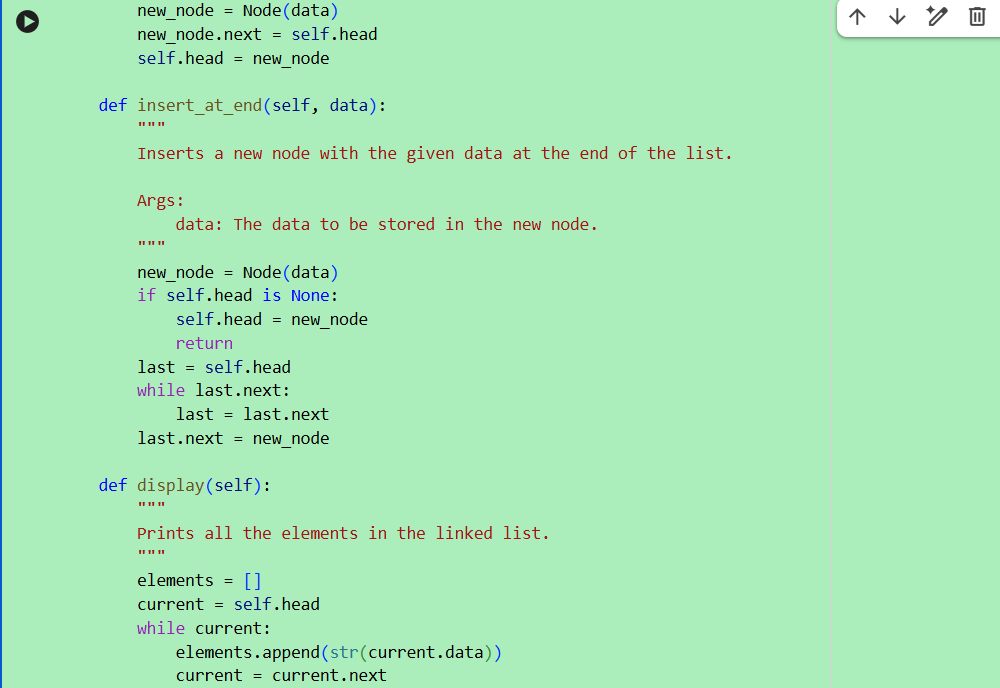 new_node = Node(data)
        new_node.next = self.head
        self.head = new_node

    def insert_at_end(self, data):
        """
        Inserts a new node with the given data at the end of the list.

        Args:
            data: The data to be stored in the new node.
        """
        new_node = Node(data)
        if self.head is None:
            self.head = new_node
            return
        last = self.head
        while last.next:
            last = last.next
        last.next = new_node

    def display(self):
        """
        Prints all the elements in the linked list.
        """
        elements = []
        current = self.head
        while current:
            elements.append(str(current.data))
            current = current.next